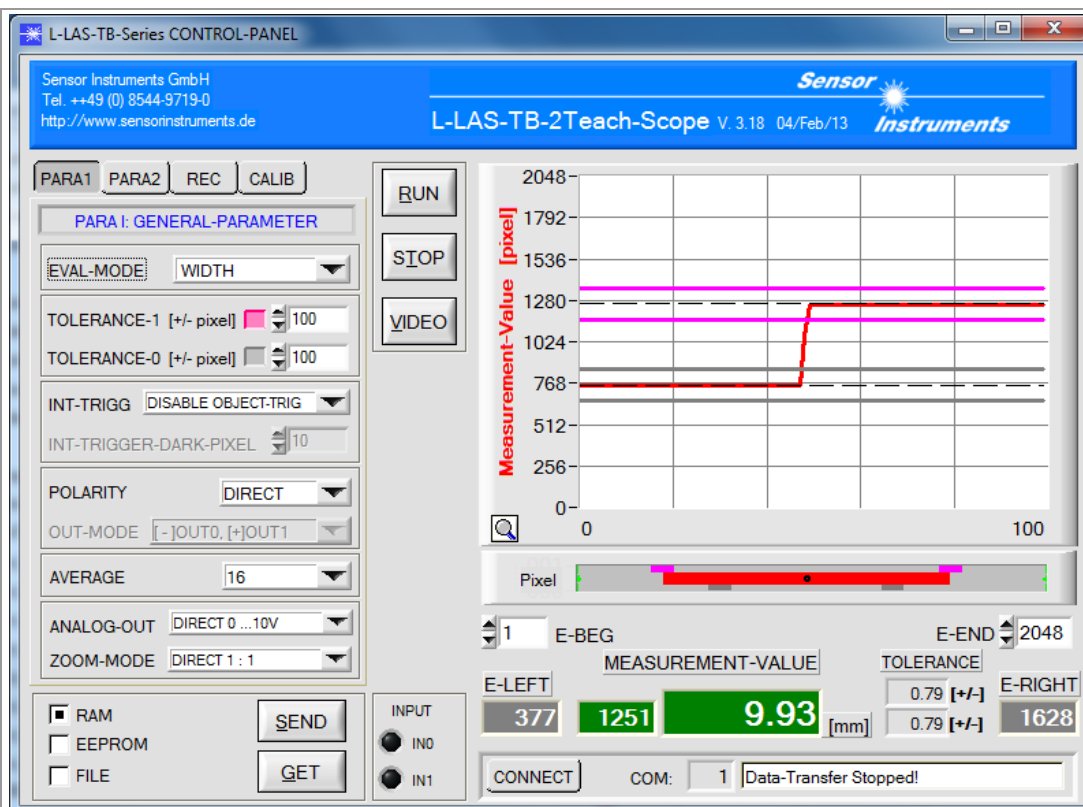 L-LAS-TB-Series CONTROL-PANEL
Sensor Instruments GmbH
Tel. ++49 (0) 8544-9719-0
http://www.sensorinstruments.de
Sensor
Instruments
L-LAS-TB-2Teach-Scope V. 3.18 04/Feb/13
PARA1 PARA2 REC CALIB
PARA I: GENERAL-PARAMETER
EVAL-MODE WIDTH
TOLERANCE-1 [+/- pixel] 100
TOLERANCE-0 [+/- pixel] 100
INT-TRIGG DISABLE OBJECT-TRIG
INT-TRIGGER-DARK-PIXEL 10
POLARITY DIRECT
OUT-MODE [ - ]OUT0, [+]OUT1
AVERAGE 16
ANALOG-OUT DIRECT 0 ...10V
ZOOM-MODE DIRECT 1 : 1
RAM
EEPROM
FILE
SEND
GET
RUN
STOP
VIDEO
INPUT
IN0
IN1
Measurement-Value [pixel]
2048
1792
1536
1280
1024
768
512
256
0
0 100
Pixel
1 E-BEG
E-END 2048
MEASUREMENT-VALUE
TOLERANCE
E-LEFT
377
1251
9.93 [mm]
0.79 [+/-]
0.79 [+/-]
E-RIGHT
1628
CONNECT COM: 1 Data-Transfer Stopped!